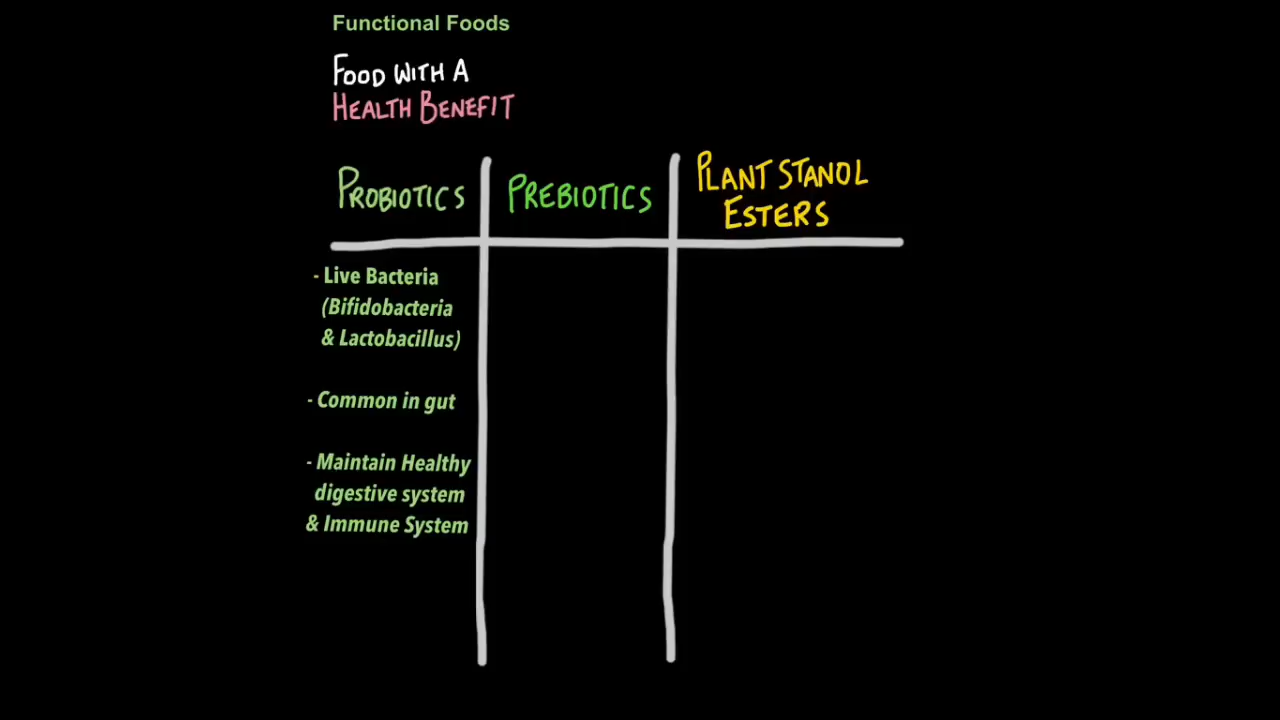 Functional Foods
FOOD WITH A
HEALTH BENEFIT
PROBIOTICS
PREBIOTICS
PLANT STANOL
ESTERS
- Live Bacteria
(Bifidobacteria
& Lactobacillus)
- Common in gut
- Maintain Healthy
digestive system
& Immune System